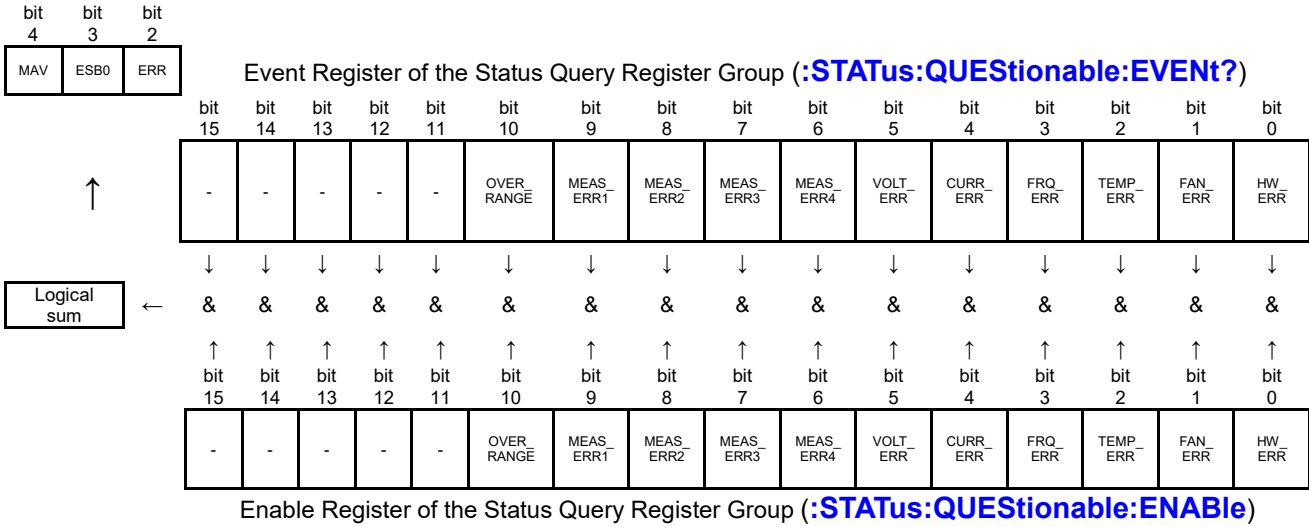 bit bit bit
4 3 2
MAV ESB0 ERR
Event Register of the Status Query Register Group (:STATus:QUEStionable:EVENt?)
bit bit bit bit bit bit bit bit bit bit bit bit bit bit bit bit
15 14 13 12 11 10 9 8 7 6 5 4 3 2 1 0
- - - - - OVER_ MEAS_ MEAS_ MEAS_ MEAS_ VOLT_ CURR_ FRQ_ TEMP_ FAN_ HW_
RANGE ERR1 ERR2 ERR3 ERR4 ERR ERR ERR ERR ERR ERR
↑
↓ ↓ ↓ ↓ ↓ ↓ ↓ ↓ ↓ ↓ ↓ ↓ ↓ ↓ ↓ ↓
Logical
sum
← & & & & & & & & & & & & & & & &
↑ ↑ ↑ ↑ ↑ ↑ ↑ ↑ ↑ ↑ ↑ ↑ ↑ ↑ ↑ ↑
bit bit bit bit bit bit bit bit bit bit bit bit bit bit bit bit
15 14 13 12 11 10 9 8 7 6 5 4 3 2 1 0
- - - - - OVER_ MEAS_ MEAS_ MEAS_ MEAS_ VOLT_ CURR_ FRQ_ TEMP_ FAN_ HW_
RANGE ERR1 ERR2 ERR3 ERR4 ERR ERR ERR ERR ERR ERR
Enable Register of the Status Query Register Group (:STATus:QUEStionable:ENABle)